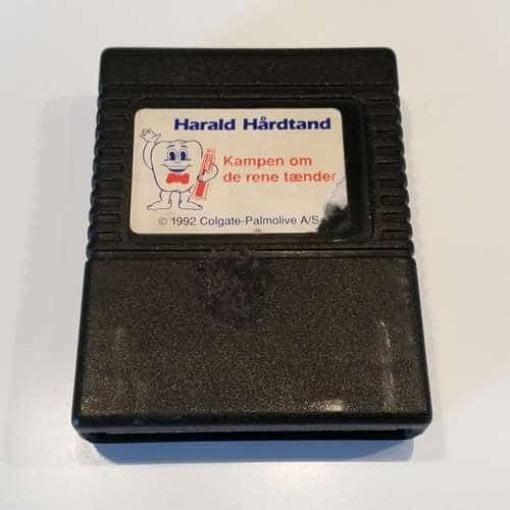 Harald Hårdtand
Kampen om
de rene tænder
© 1992 Colgate-Palmolive A/S